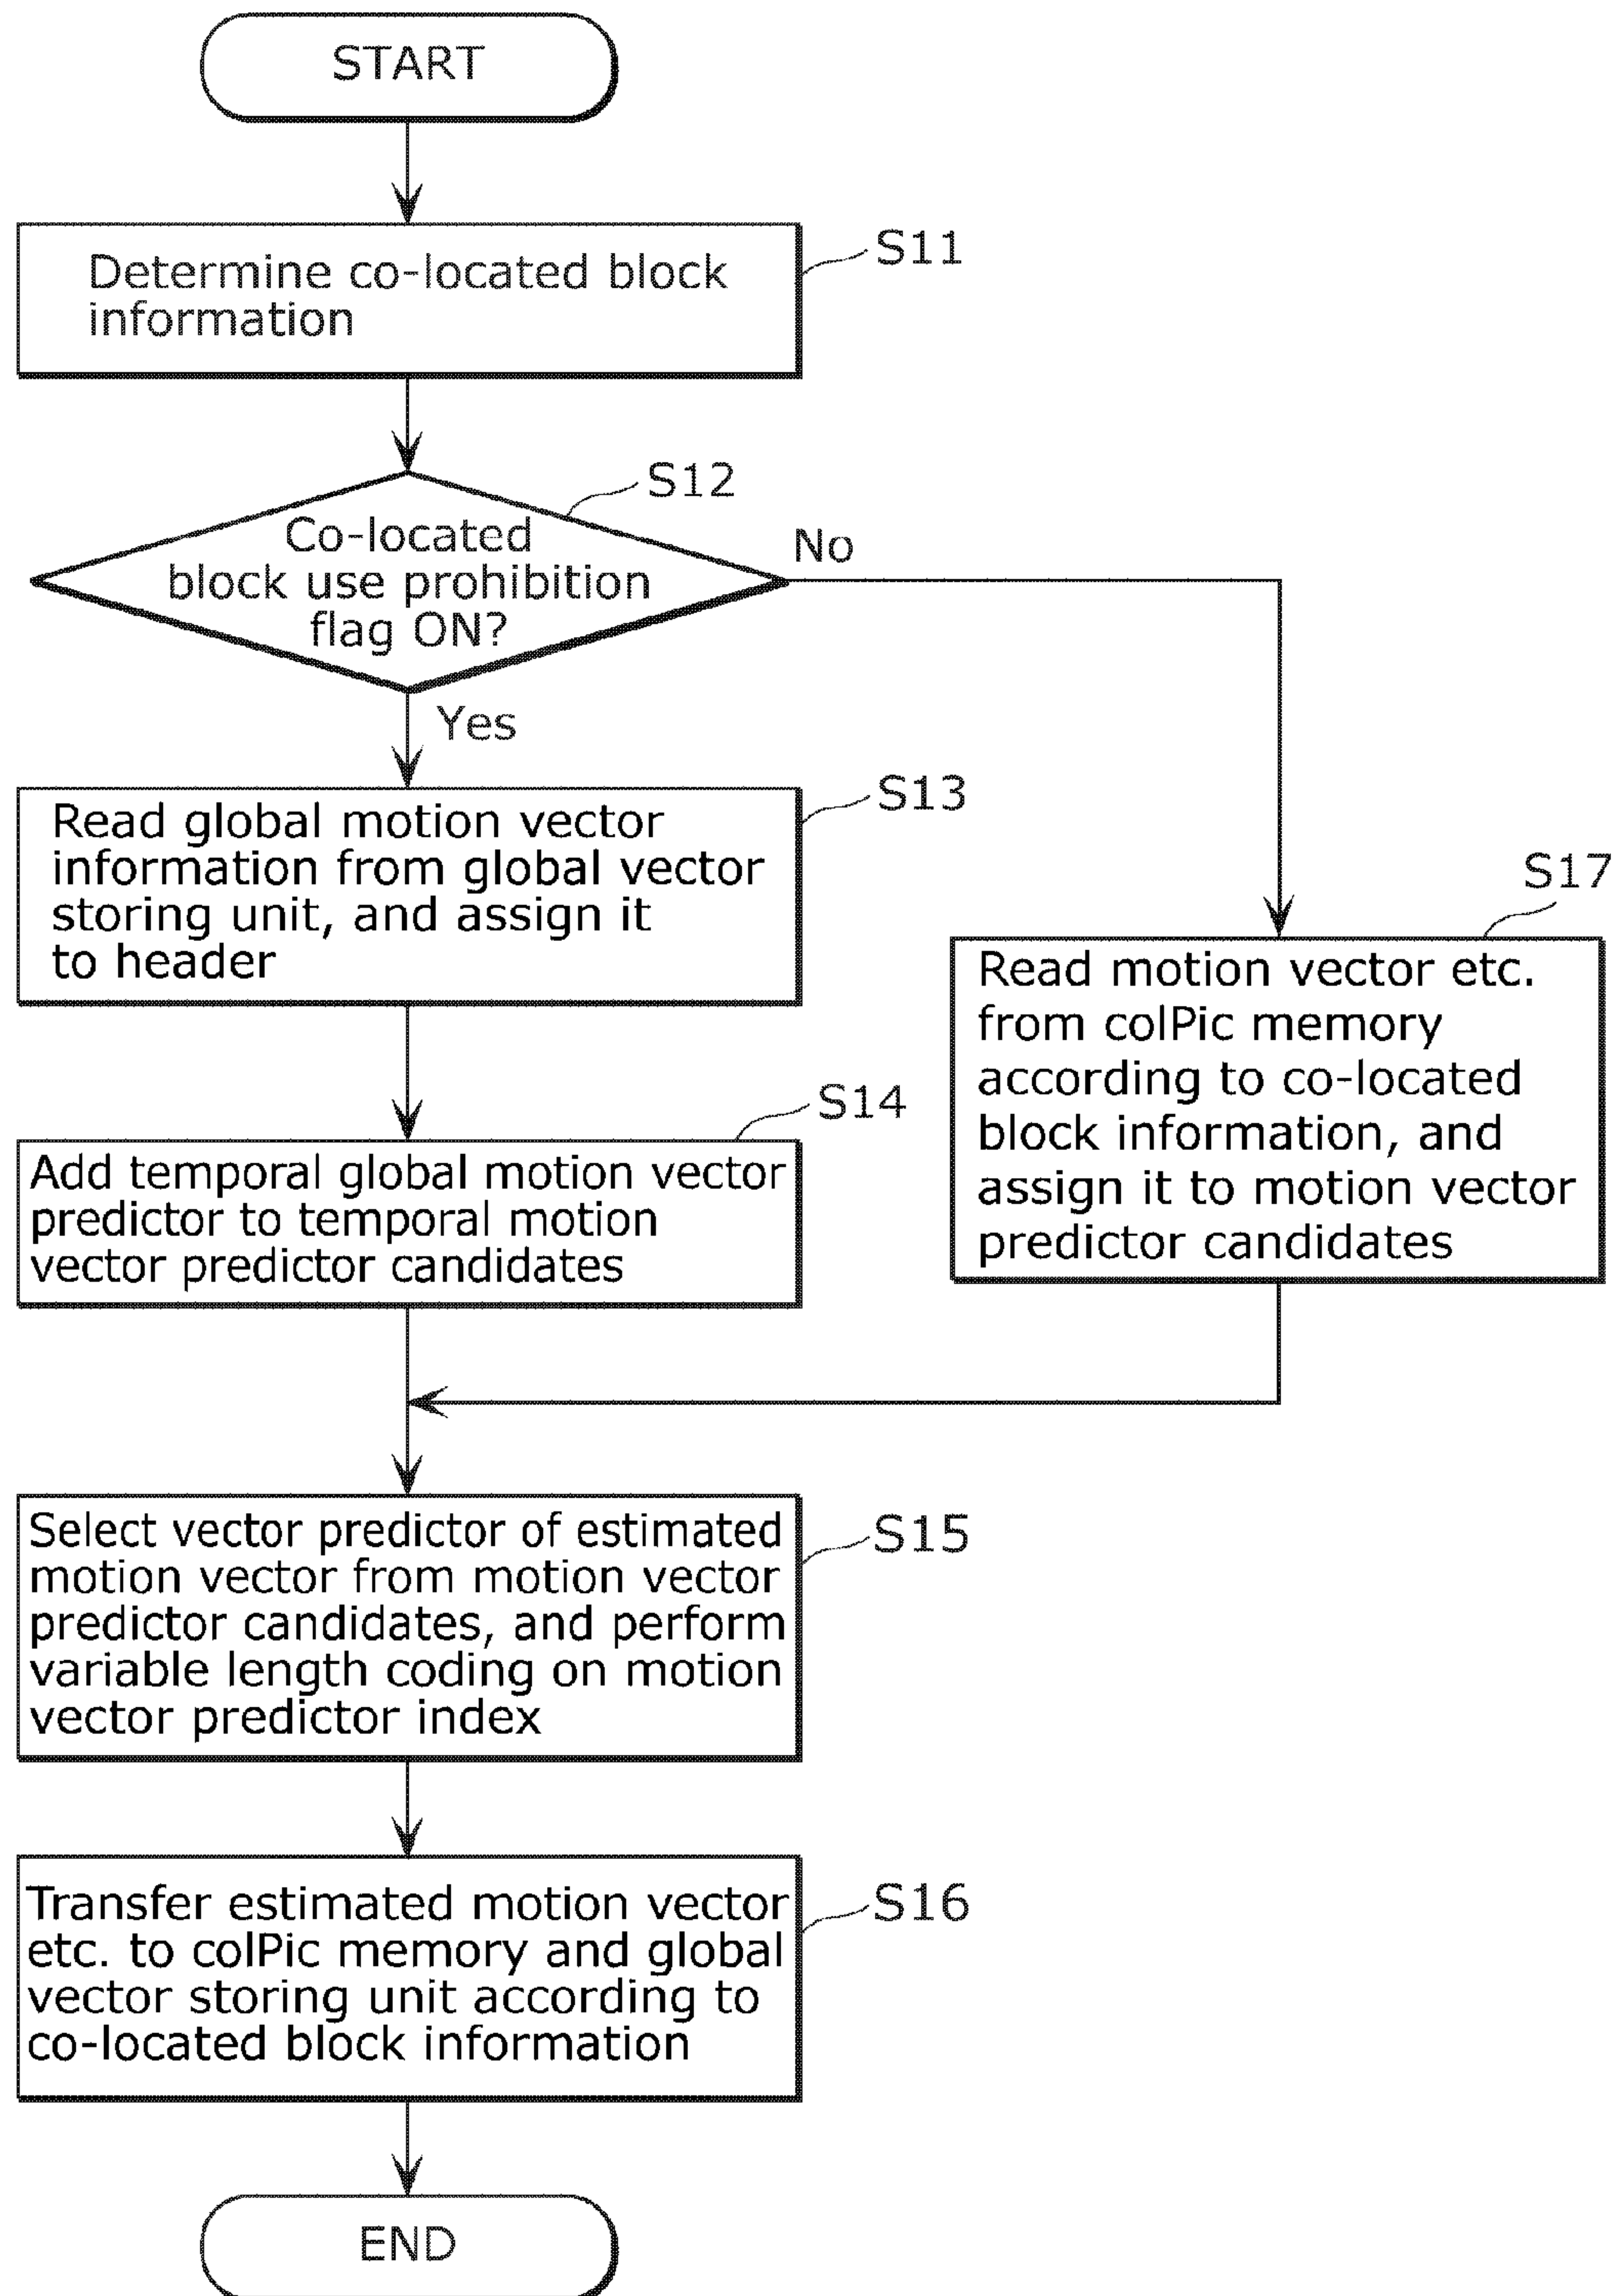 START
S11
Determine co-located block
information
S12
Co-located
block use prohibition
flag ON?
No
Yes
S13
Read global motion vector
information from global vector
storing unit, and assign it
to header
S17
Read motion vector etc.
from colPic memory
according to co-located
block information, and
assign it to motion vector
predictor candidates
S14
Add temporal global motion vector
predictor to temporal motion
vector predictor candidates
S15
Select vector predictor of estimated
motion vector from motion vector
predictor candidates, and perform
variable length coding on motion
vector predictor index
S16
Transfer estimated motion vector
etc. to colPic memory and global
vector storing unit according to
co-located block information
END